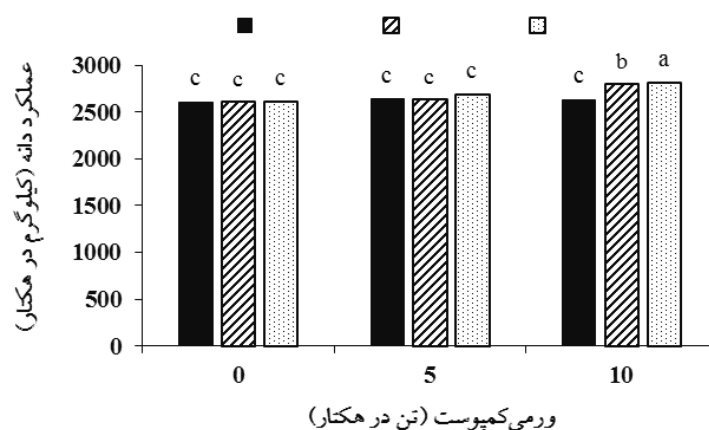 3000
2500
2000
1500
1000
500
0
عملکرد دانه (کیلوگرم در هکتار)
c c c
c c c
c b a
0 5 10
ورمی‌کمپوست (تن در هکتار)